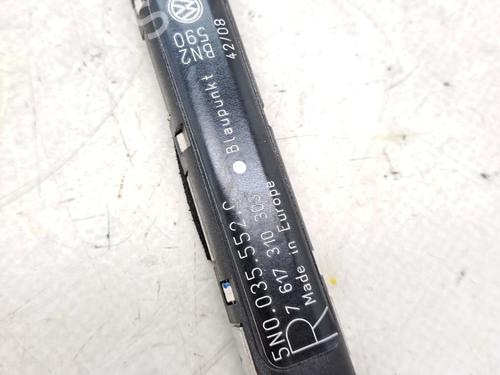 5N0.035.552.C
R 7 617 310 303
Made in Europe
Blaupunkt
BN2
590
42/08